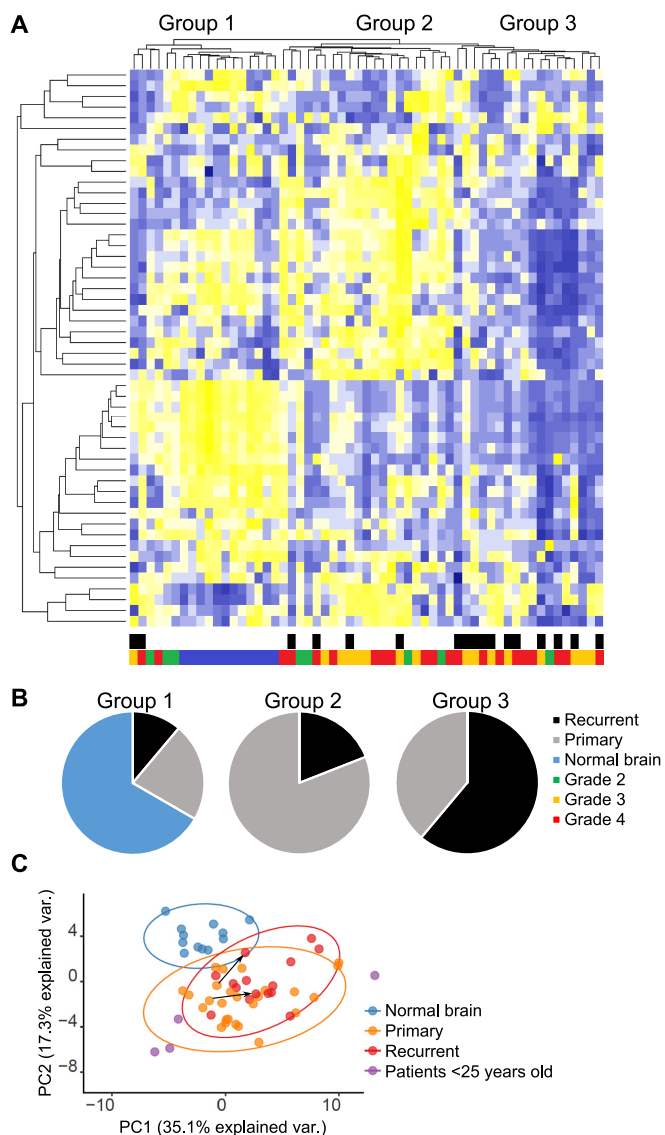 A
Group 1
Group 2
Group 3
B
Group 1
Group 2
Group 3
Recurrent
Primary
Normal brain
Grade 2
Grade 3
Grade 4
C
PC2 (17.3% explained var.)
4
0
−4
−8
−10
0
10
PC1 (35.1% explained var.)
Normal brain
Primary
Recurrent
Patients <25 years old